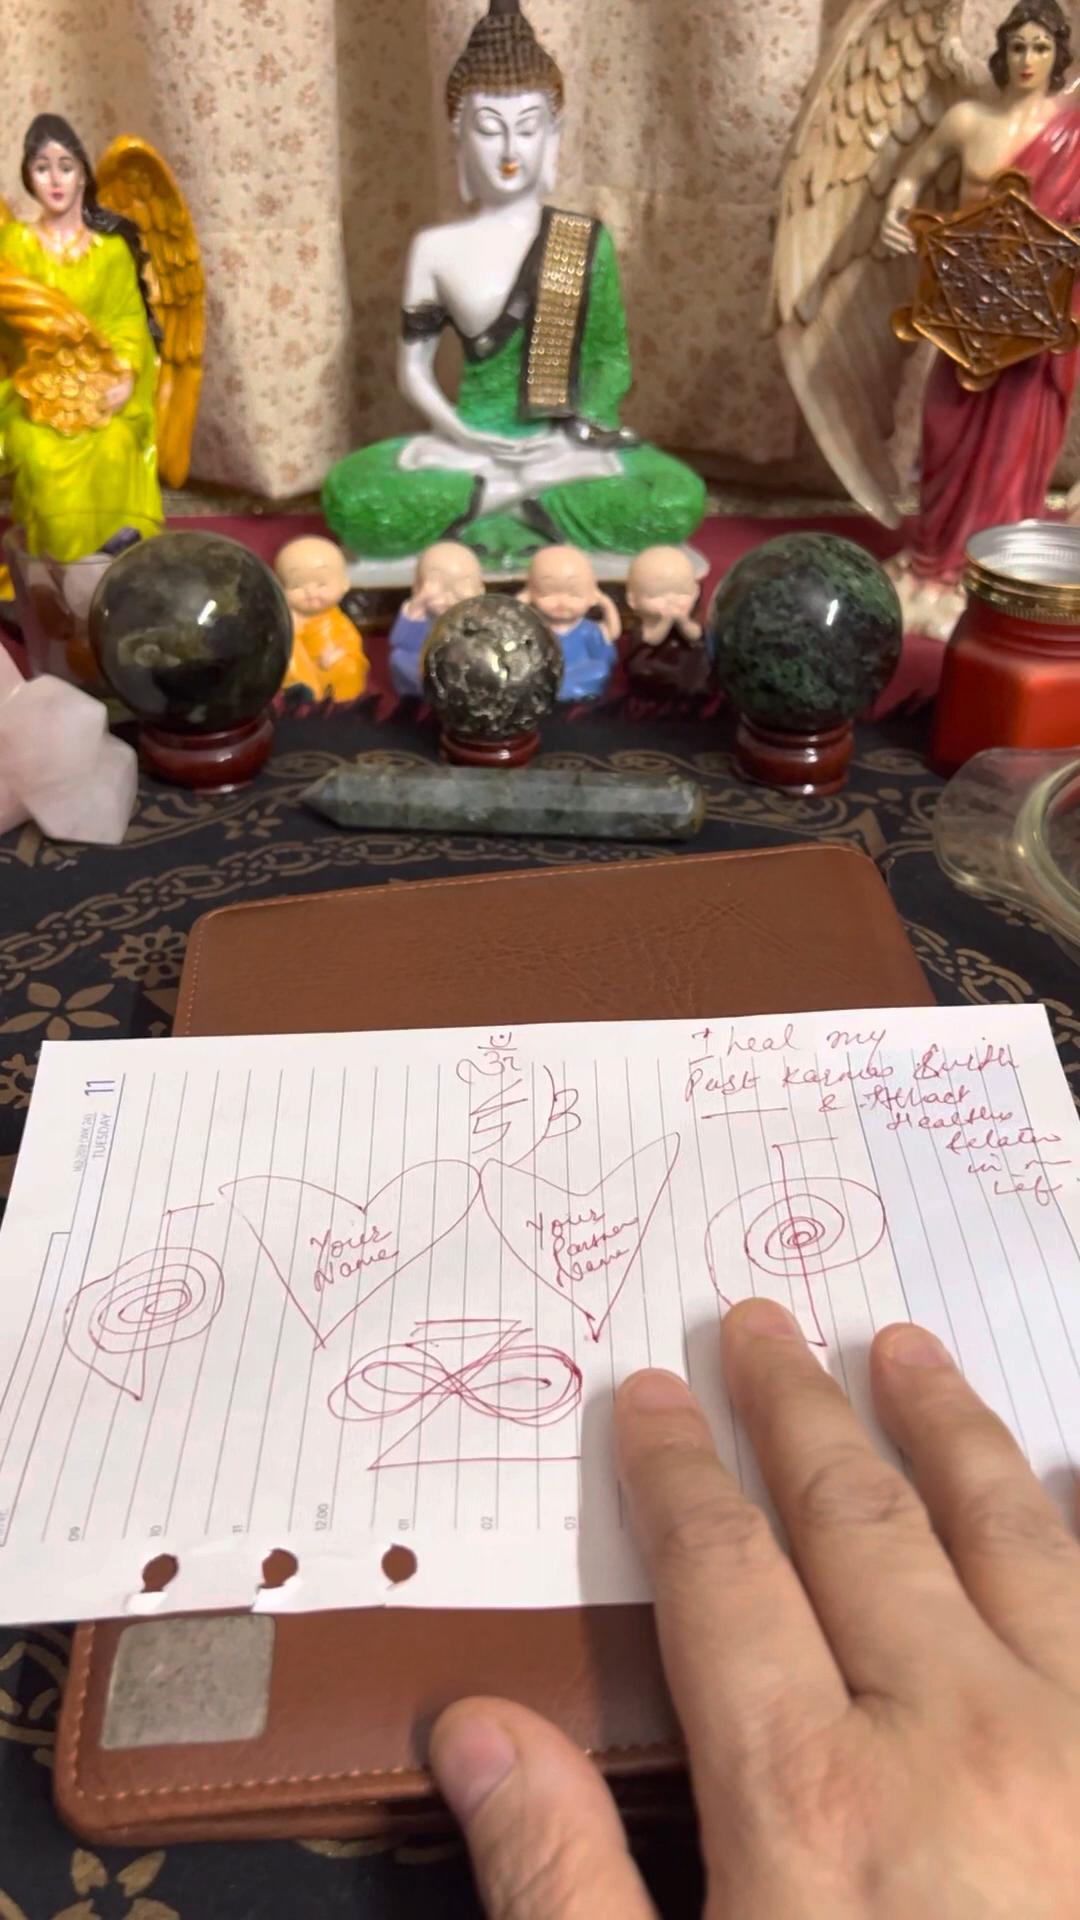 I heal my
Past Karmas with
& Attract
Healthy
Relation
in m
Life
Your
Name
Your
Partner
Name
11
TUESDAY
09
10
11
12.00
01
02
03